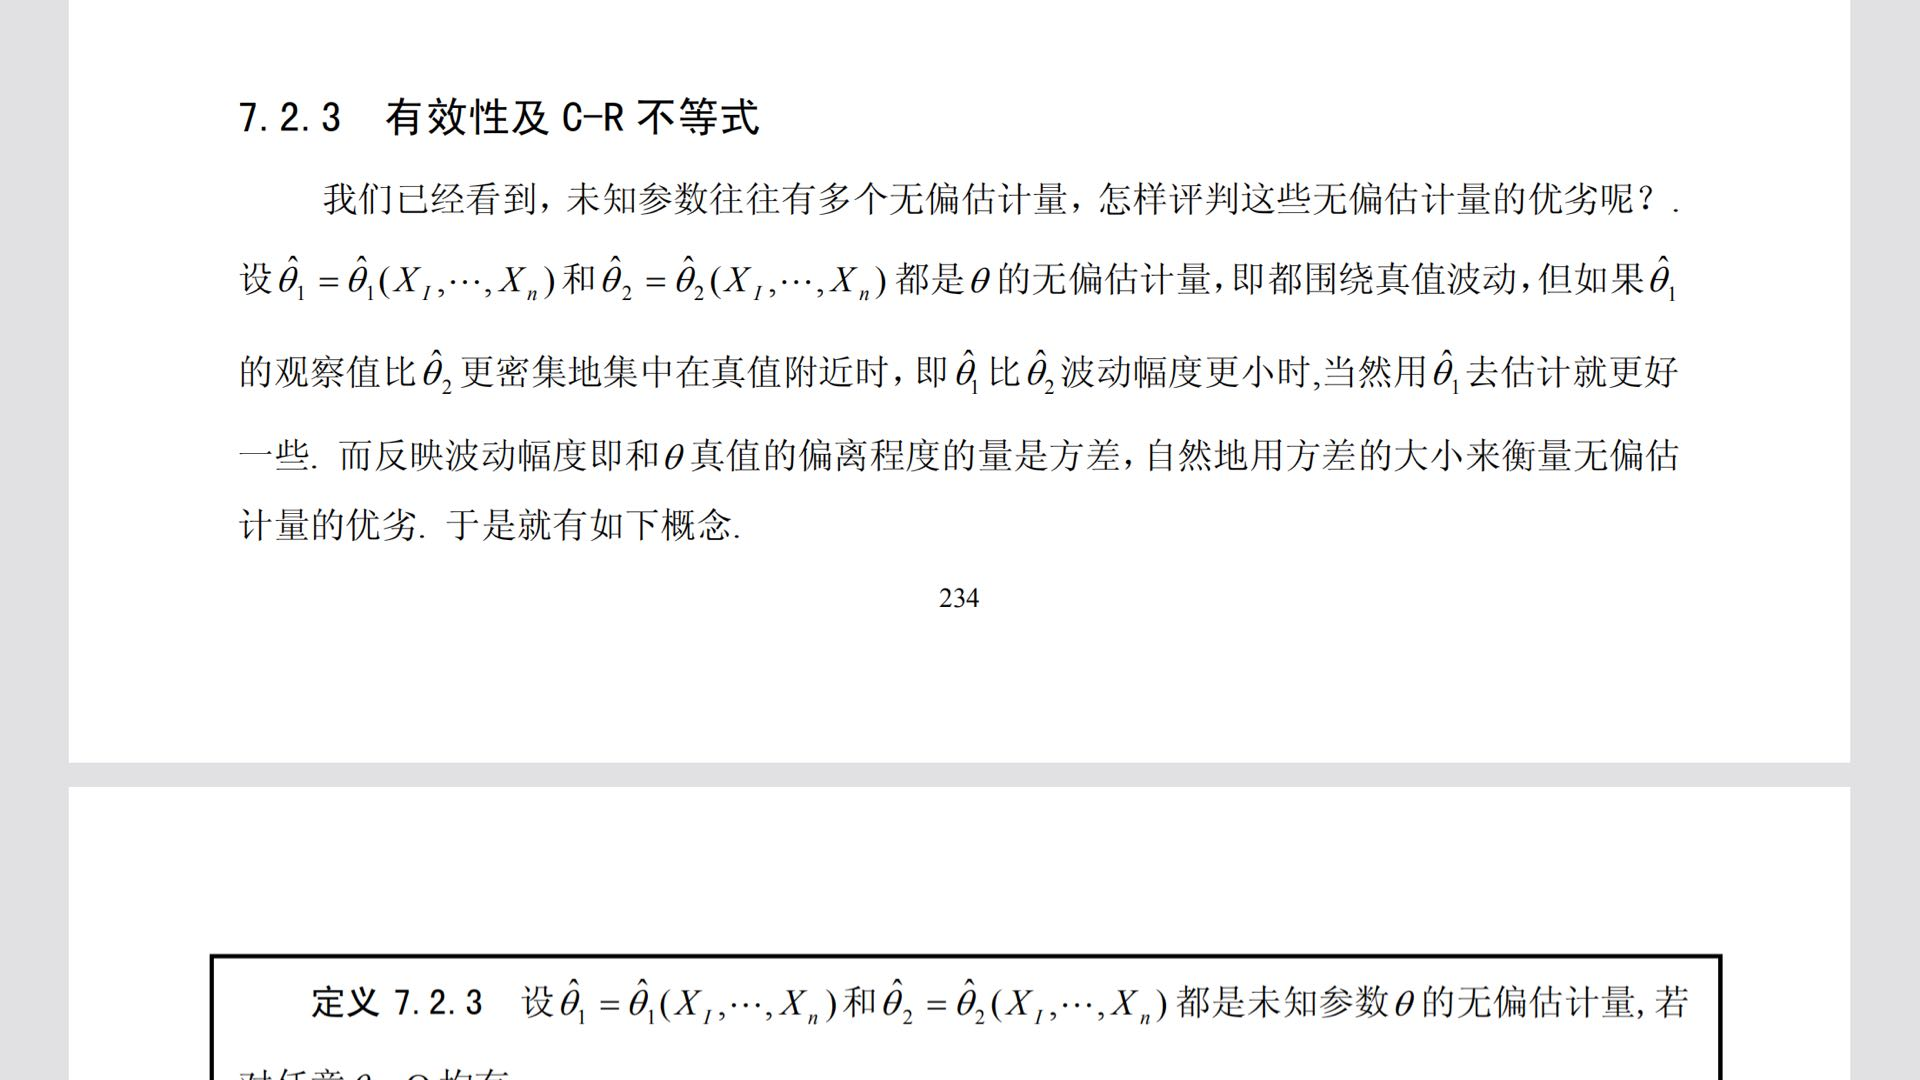 7.2.3 有效性及 C-R 不等式
我们已经看到，未知参数往往有多个无偏估计量，怎样评判这些无偏估计量的优劣呢？.
设 θ̂₁ = θ̂₁(X_I,⋯,X_n) 和 θ̂₂ = θ̂₂(X_I,⋯,X_n) 都是 θ 的无偏估计量，即都围绕真值波动，但如果 θ̂₁
的观察值比 θ̂₂ 更密集地集中在真值附近时，即 θ̂₁ 比 θ̂₂ 波动幅度更小时,当然用 θ̂₁ 去估计就更好
一些. 而反映波动幅度即和 θ 真值的偏离程度的量是方差，自然地用方差的大小来衡量无偏估
计量的优劣. 于是就有如下概念.
234
定义 7.2.3 设 θ̂₁ = θ̂₁(X_I,⋯,X_n) 和 θ̂₂ = θ̂₂(X_I,⋯,X_n) 都是未知参数 θ 的无偏估计量, 若